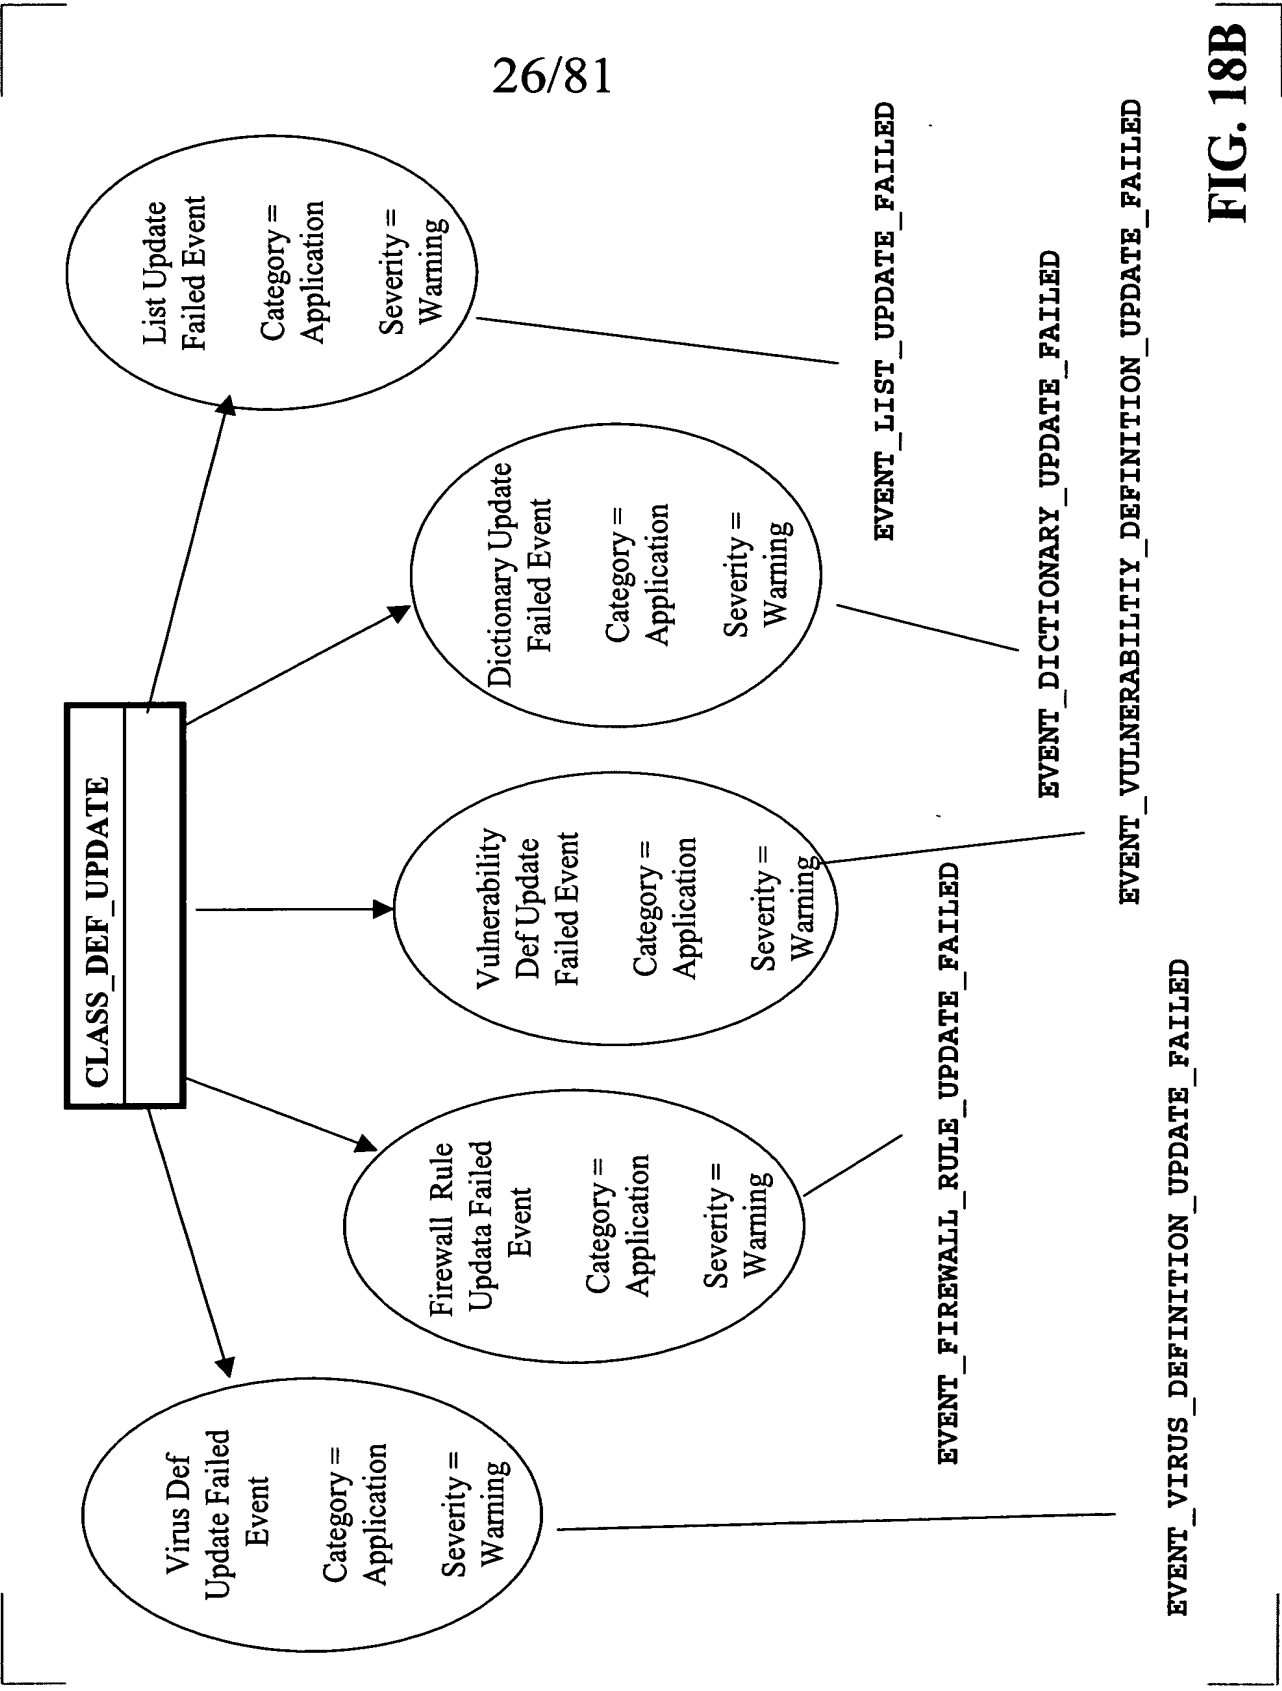 26/81
CLASS_DEF_UPDATE
Virus Def
Update Failed
Event
Category =
Application
Severity =
Warning
Firewall Rule
Updata Failed
Event
Category =
Application
Severity =
Warning
Vulnerability
Def Update
Failed Event
Category =
Application
Severity =
Warning
Dictionary Update
Failed Event
Category =
Application
Severity =
Warning
List Update
Failed Event
Category =
Application
Severity =
Warning
EVENT_LIST_UPDATE_FAILED
EVENT_FIREWALL_RULE_UPDATE_FAILED
EVENT_DICTIONARY_UPDATE_FAILED
EVENT_VULNERABILTIY_DEFINITION_UPDATE_FAILED
EVENT_VIRUS_DEFINITION_UPDATE_FAILED
FIG. 18B